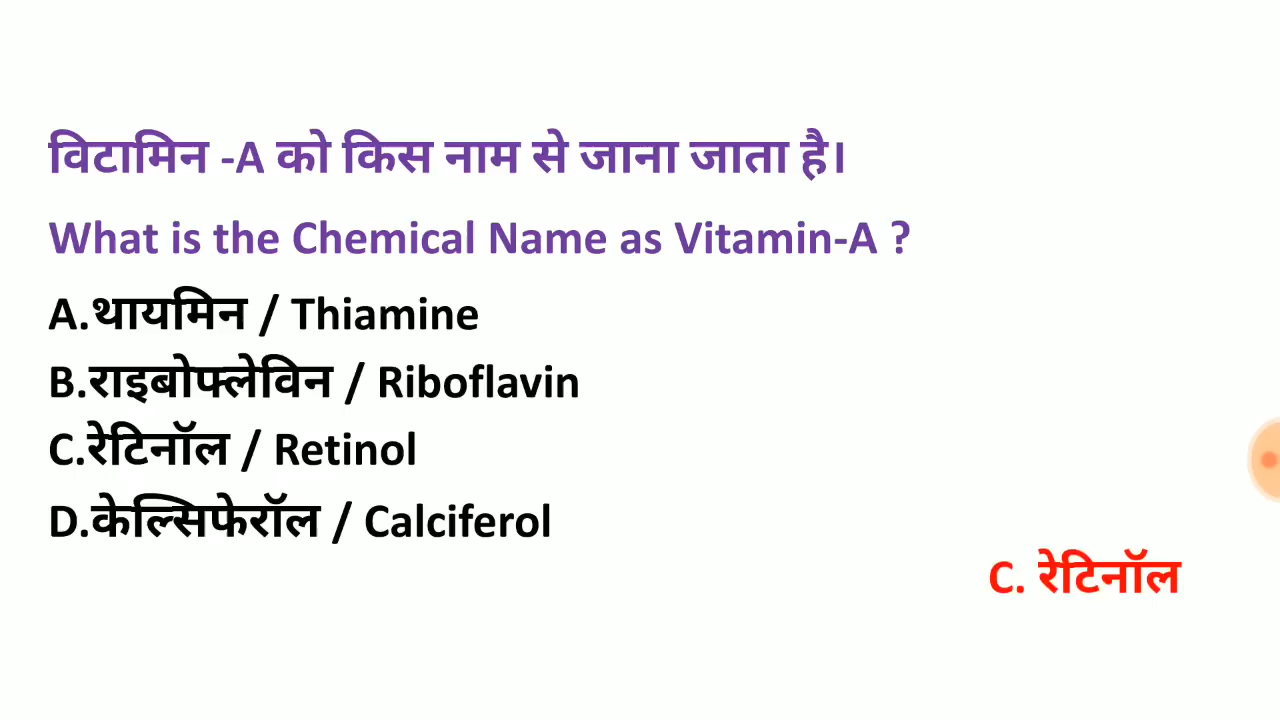 विटामिन -A को किस नाम से जाना जाता है।
What is the Chemical Name as Vitamin-A ?
A.थायमिन / Thiamine
B.राइबोफ्लेविन / Riboflavin
C.रेटिनॉल / Retinol
D.केल्सिफेरॉल / Calciferol
C. रेटिनॉल